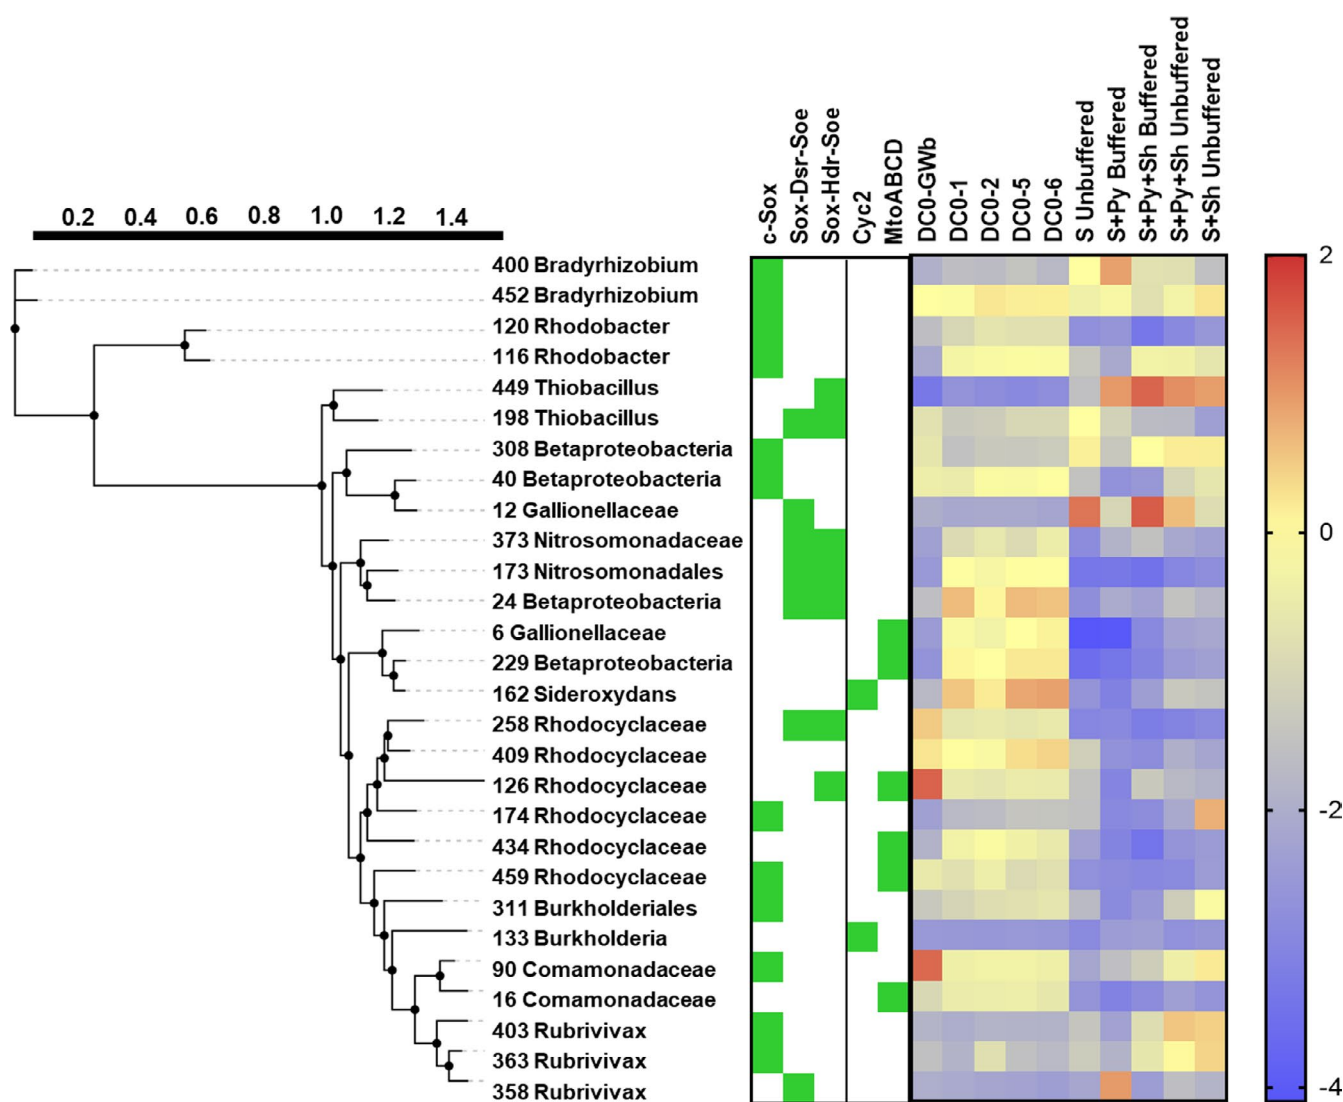 0.2 0.4 0.6 0.8 1.0 1.2 1.4
c-Sox
Sox-Dsr-Soe
Sox-Hdr-Soe
Cyc2
MtoABCD
DC0-GWb
DC0-1
DC0-2
DC0-5
DC0-6
S Unbuffered
S+Py Buffered
S+Py+Sh Buffered
S+Py+Sh Unbuffered
S+Sh Unbuffered
400 Bradyrhizobium
452 Bradyrhizobium
120 Rhodobacter
116 Rhodobacter
449 Thiobacillus
198 Thiobacillus
308 Betaproteobacteria
40 Betaproteobacteria
12 Gallionellaceae
373 Nitrosomonadaceae
173 Nitrosomonadales
24 Betaproteobacteria
6 Gallionellaceae
229 Betaproteobacteria
162 Sideroxydans
258 Rhodocyclaceae
409 Rhodocyclaceae
126 Rhodocyclaceae
174 Rhodocyclaceae
434 Rhodocyclaceae
459 Rhodocyclaceae
311 Burkholderiales
133 Burkholderia
90 Comamonadaceae
16 Comamonadaceae
403 Rubrivivax
363 Rubrivivax
358 Rubrivivax
2
0
-2
-4